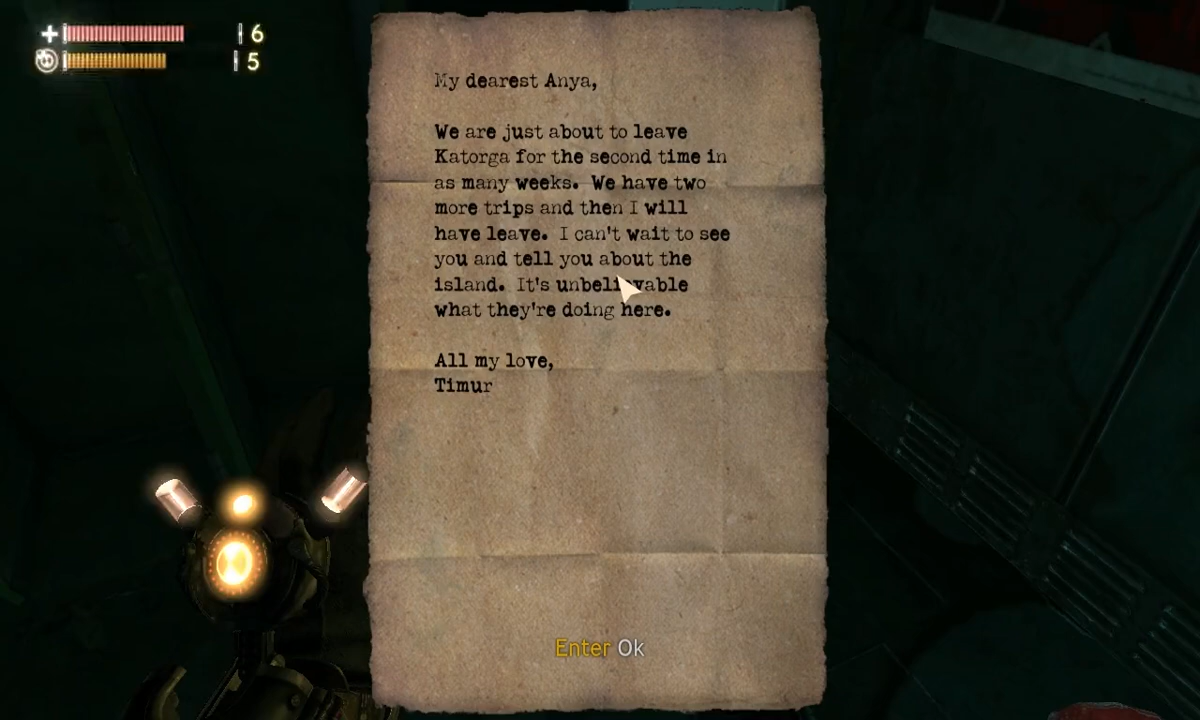 6
5
My dearest Anya,
We are just about to leave
Katorga for the second time in
as many weeks. We have two
more trips and then I will
have leave. I can't wait to see
you and tell you about the
island. It's unbelievable
what they're doing here.
All my love,
Timur
Enter Ok